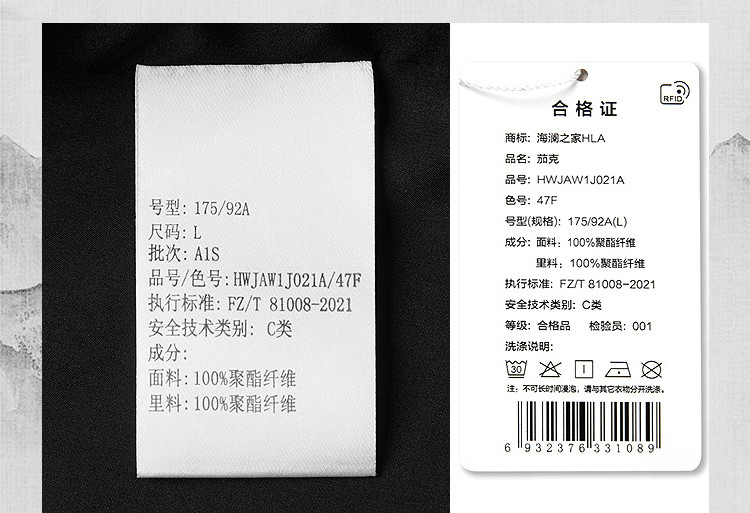 号型: 175/92A
尺码: L
批次: A1S
品号/色号: HWJAW1J021A/47F
执行标准: FZ/T 81008-2021
安全技术类别: C类
成分:
面料: 100%聚酯纤维
里料: 100%聚酯纤维
RFID
合格证
商标: 海澜之家HLA
品名: 茄克
品号: HWJAW1J021A
色号: 47F
号型(规格): 175/92A(L)
成分: 面料: 100%聚酯纤维
里料: 100%聚酯纤维
执行标准: FZ/T 81008-2021
安全技术类别: C类
等级: 合格品 检验员: 001
洗涤说明:
30
注: 不可长时间浸泡, 请与其它衣物分开洗涤.
6 932376 331089